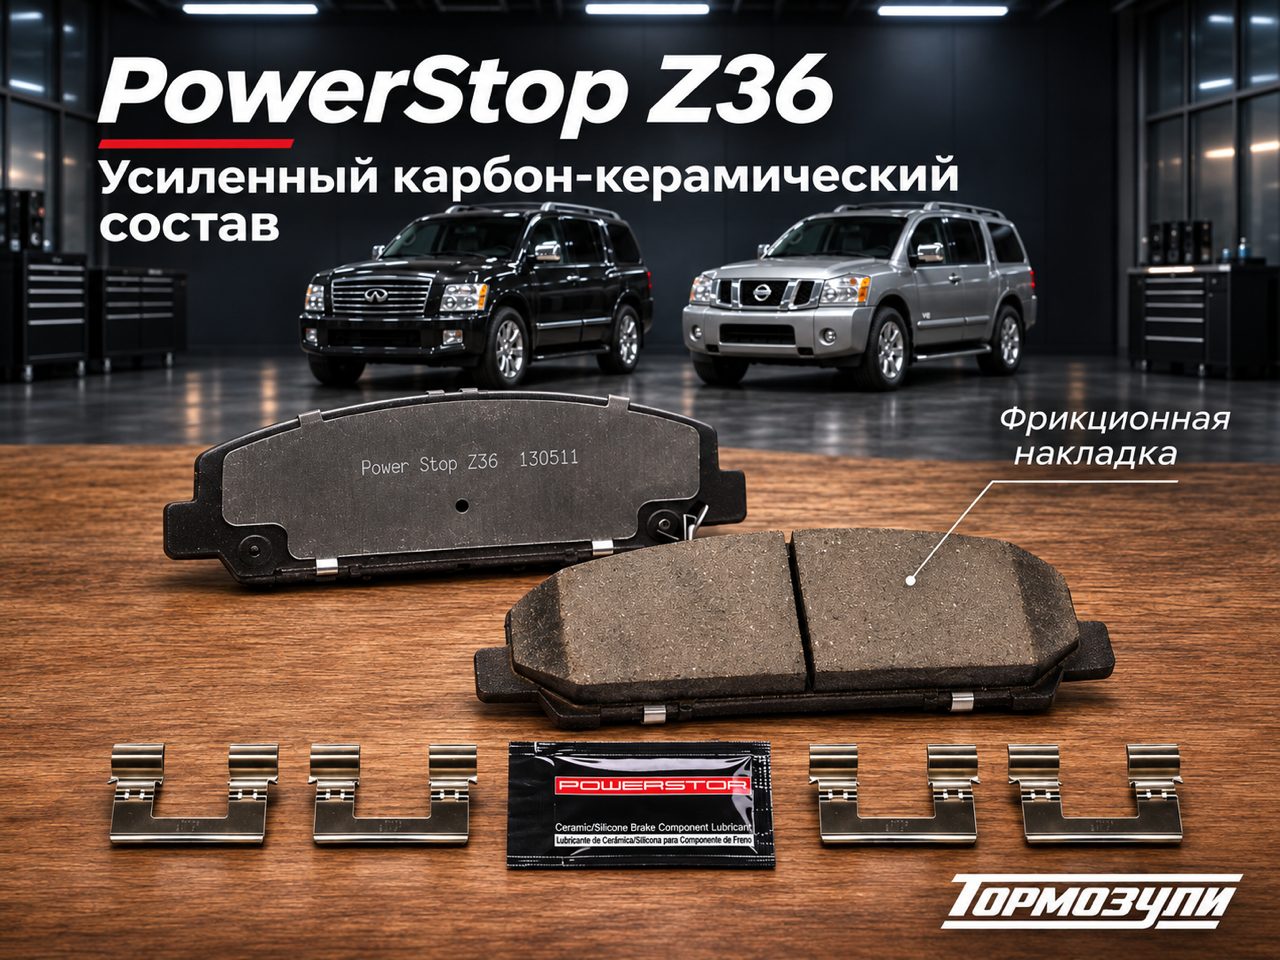 PowerStop Z36
Усиленный карбон-керамический
состав
Фрикционная
накладка
Power Stop Z36 130511
POWERSTOP
Ceramic/Silicone Brake Component Lubricant
Lubricante de Cerámica/Silicona para Componente de Freno
ТОРМОЗУЛИ